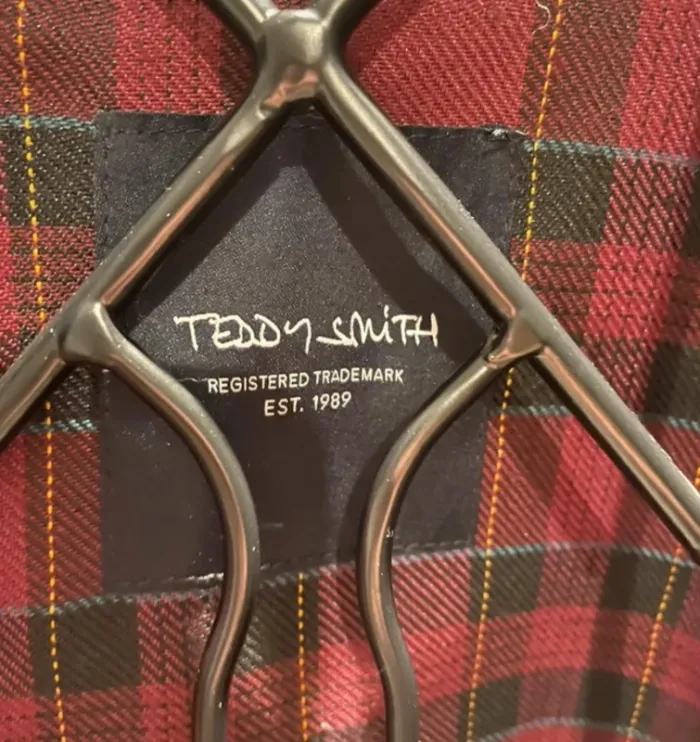 TEDDY SMITH
REGISTERED TRADEMARK
EST. 1989